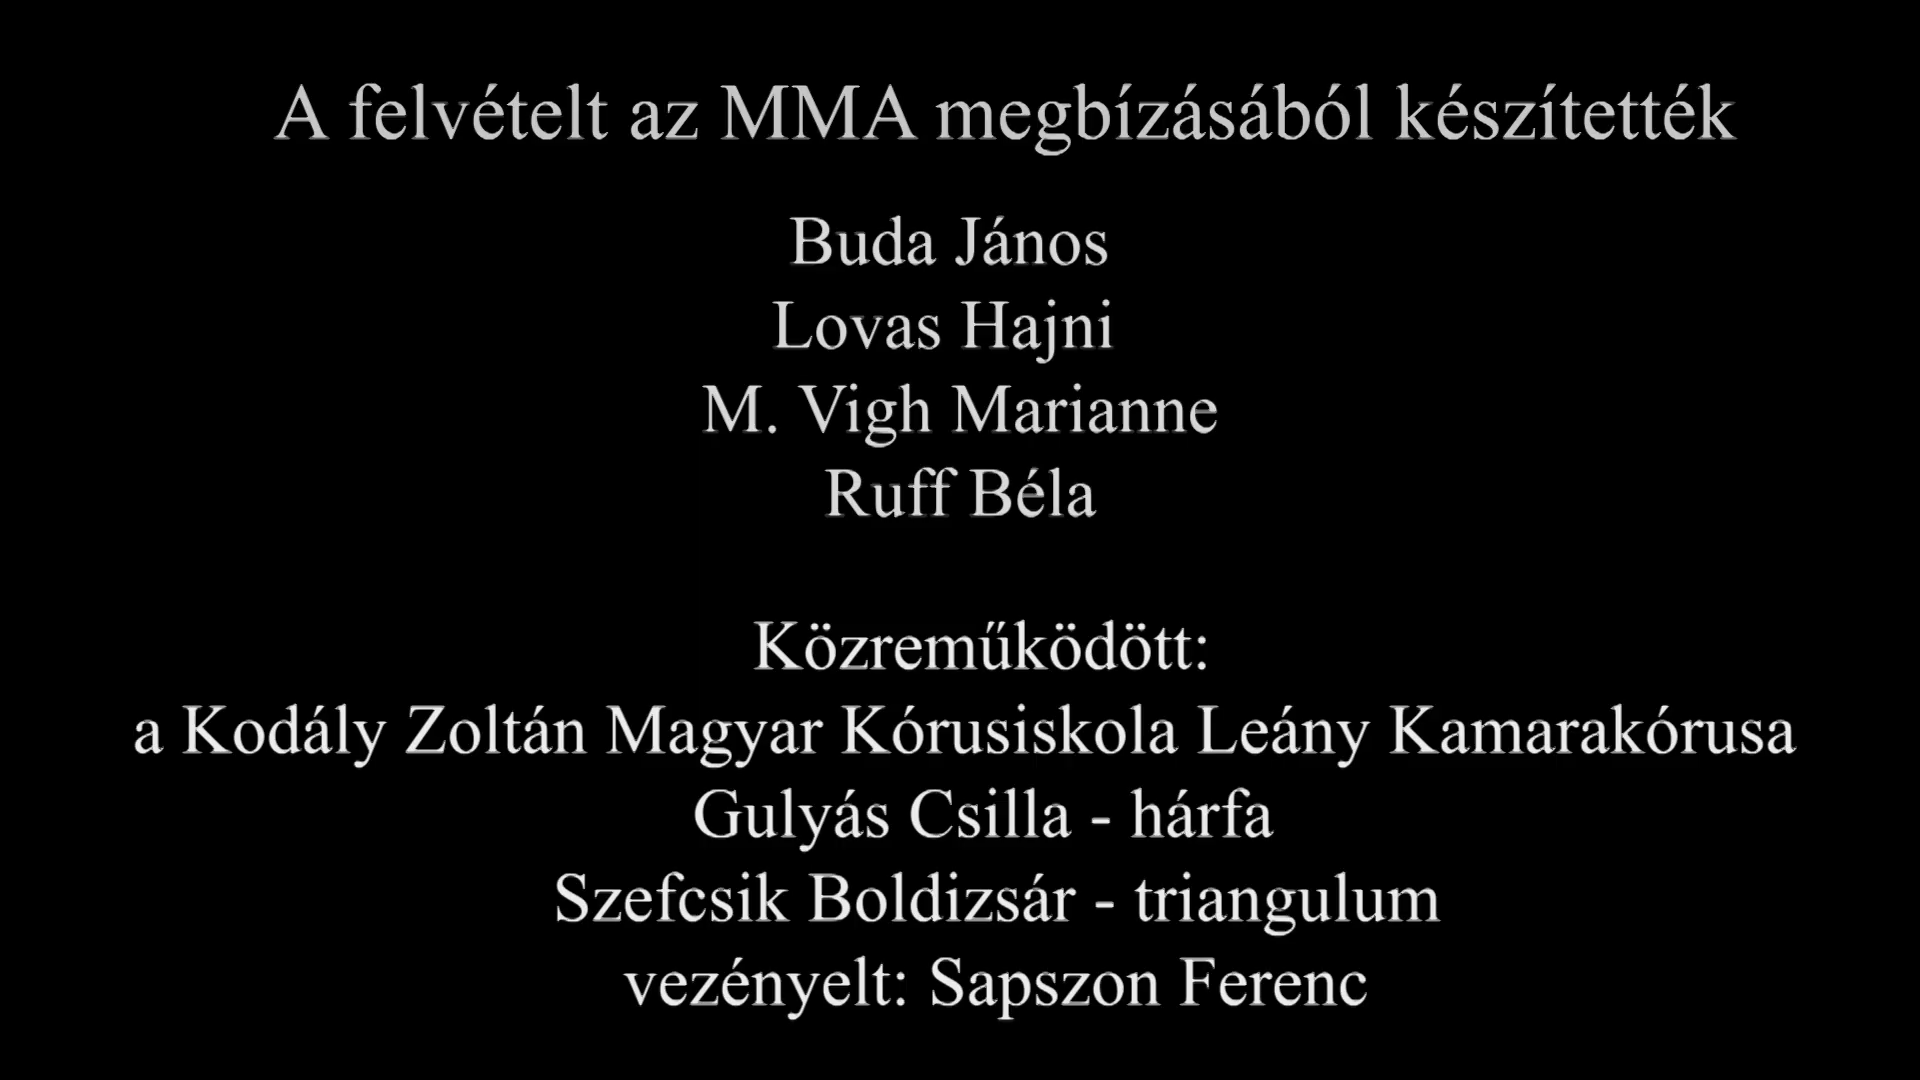 A felvételt az MMA megbízásából készítették
Buda János
Lovas Hajni
M. Vigh Marianne
Ruff Béla
Közreműködött:
a Kodály Zoltán Magyar Kórusiskola Leány Kamarakórusa
Gulyás Csilla - hárfa
Szefcsik Boldizsár - triangulum
vezényelt: Sapszon Ferenc